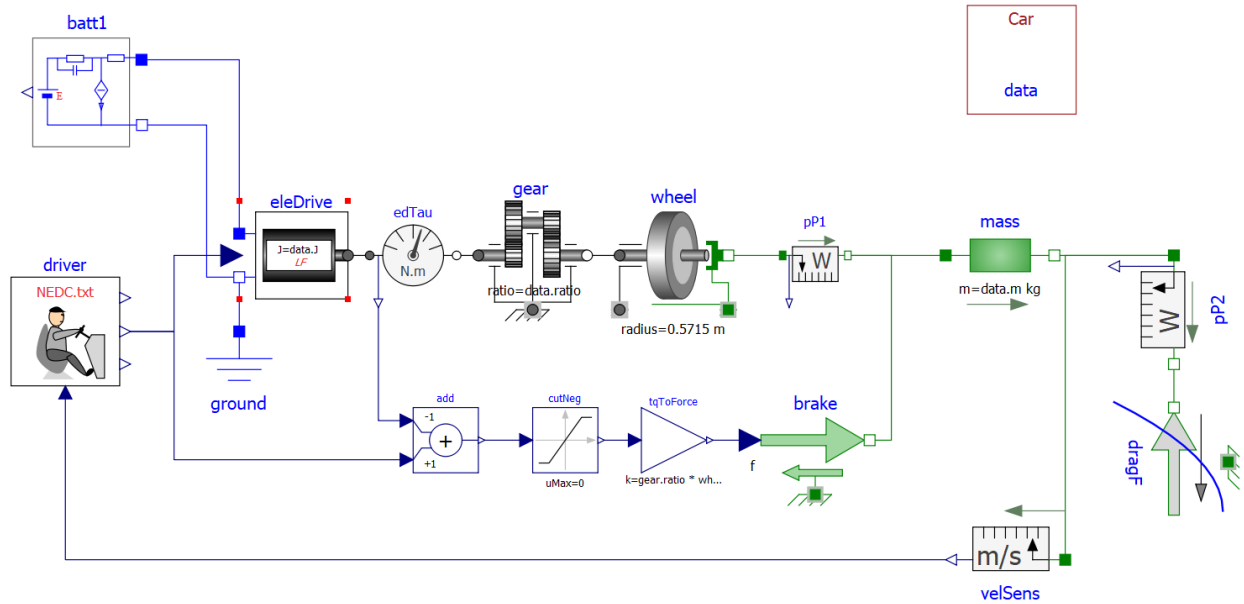 batt1
E
Car
data
eleDrive
J=data.J
LF
edTau
N.m
gear
ratio=data.ratio
wheel
radius=0.5715 m
pP1
W
mass
m=data.m kg
pP2
W
driver
NEDC.txt
ground
add
-1
+
+1
cutNeg
uMax=0
tqToForce
k=gear.ratio * wh...
brake
f
dragF
m/s
velSens